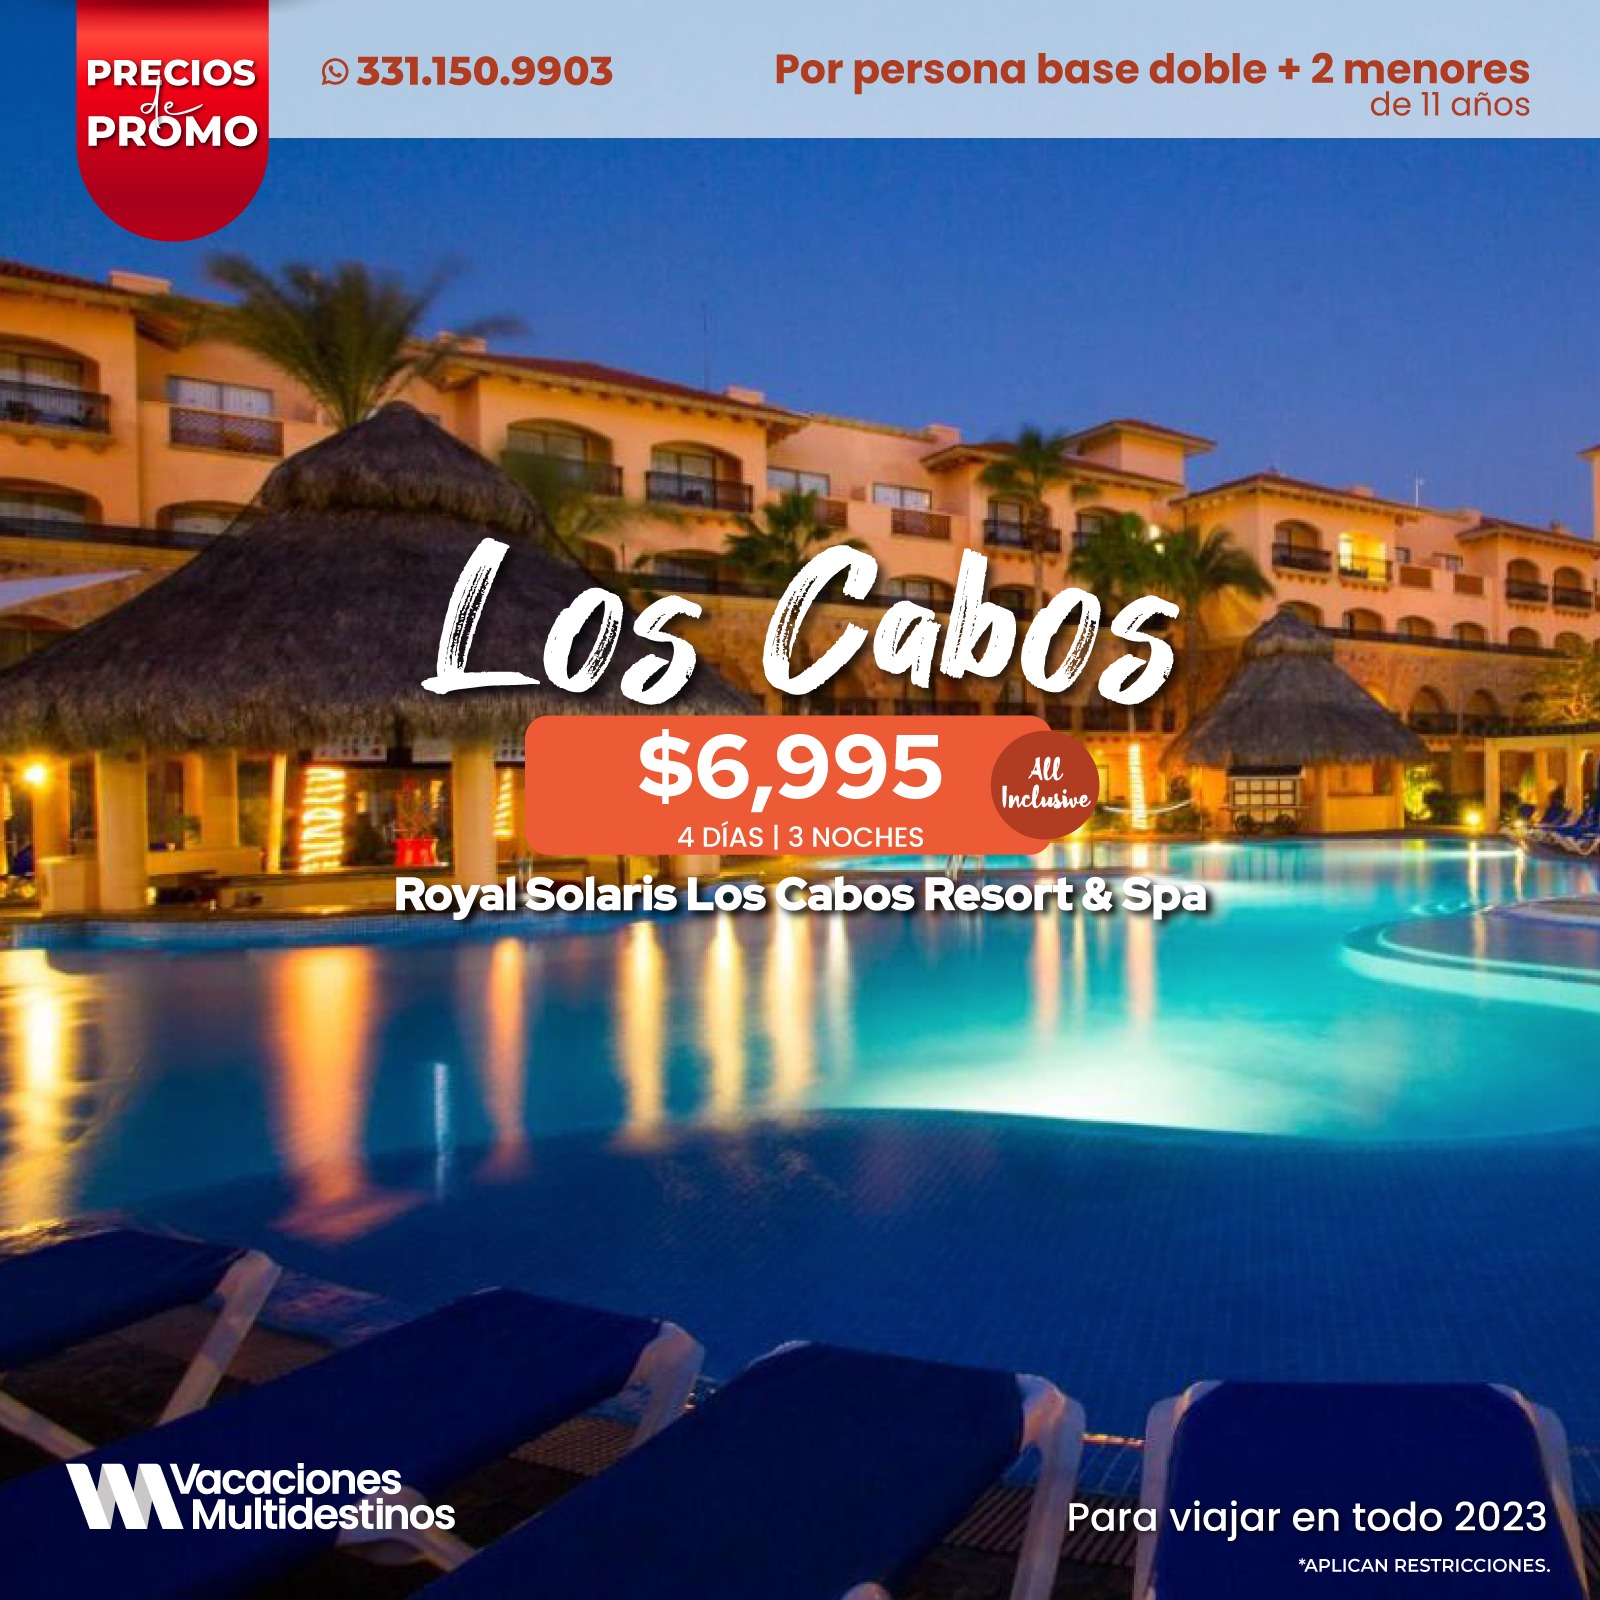 PRECIOS
de
PROMO
331.150.9903
Por persona base doble + 2 menores
de 11 años
Los Cabos
$6,995
All
Inclusive
4 DÍAS | 3 NOCHES
Royal Solaris Los Cabos Resort & Spa
Vacaciones
Multidestinos
Para viajar en todo 2023
*APLICAN RESTRICCIONES.